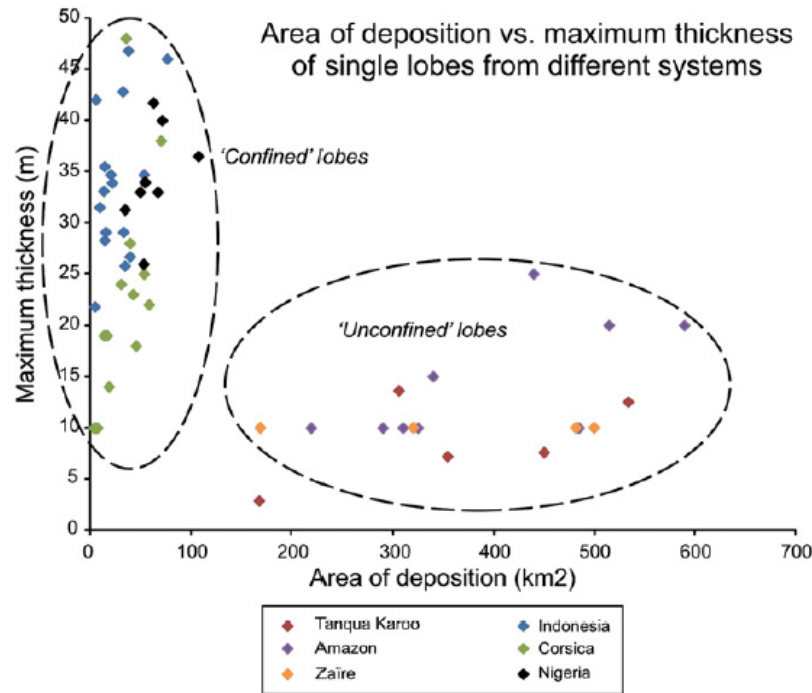 Area of deposition vs. maximum thickness
of single lobes from different systems
'Confined' lobes
'Unconfined' lobes
Maximum thickness (m)
50
45
40
35
30
25
20
15
10
5
0
0 100 200 300 400 500 600 700
Area of deposition (km2)
Tanqua Karoo
Amazon
Zaïre
Indonesia
Corsica
Nigeria